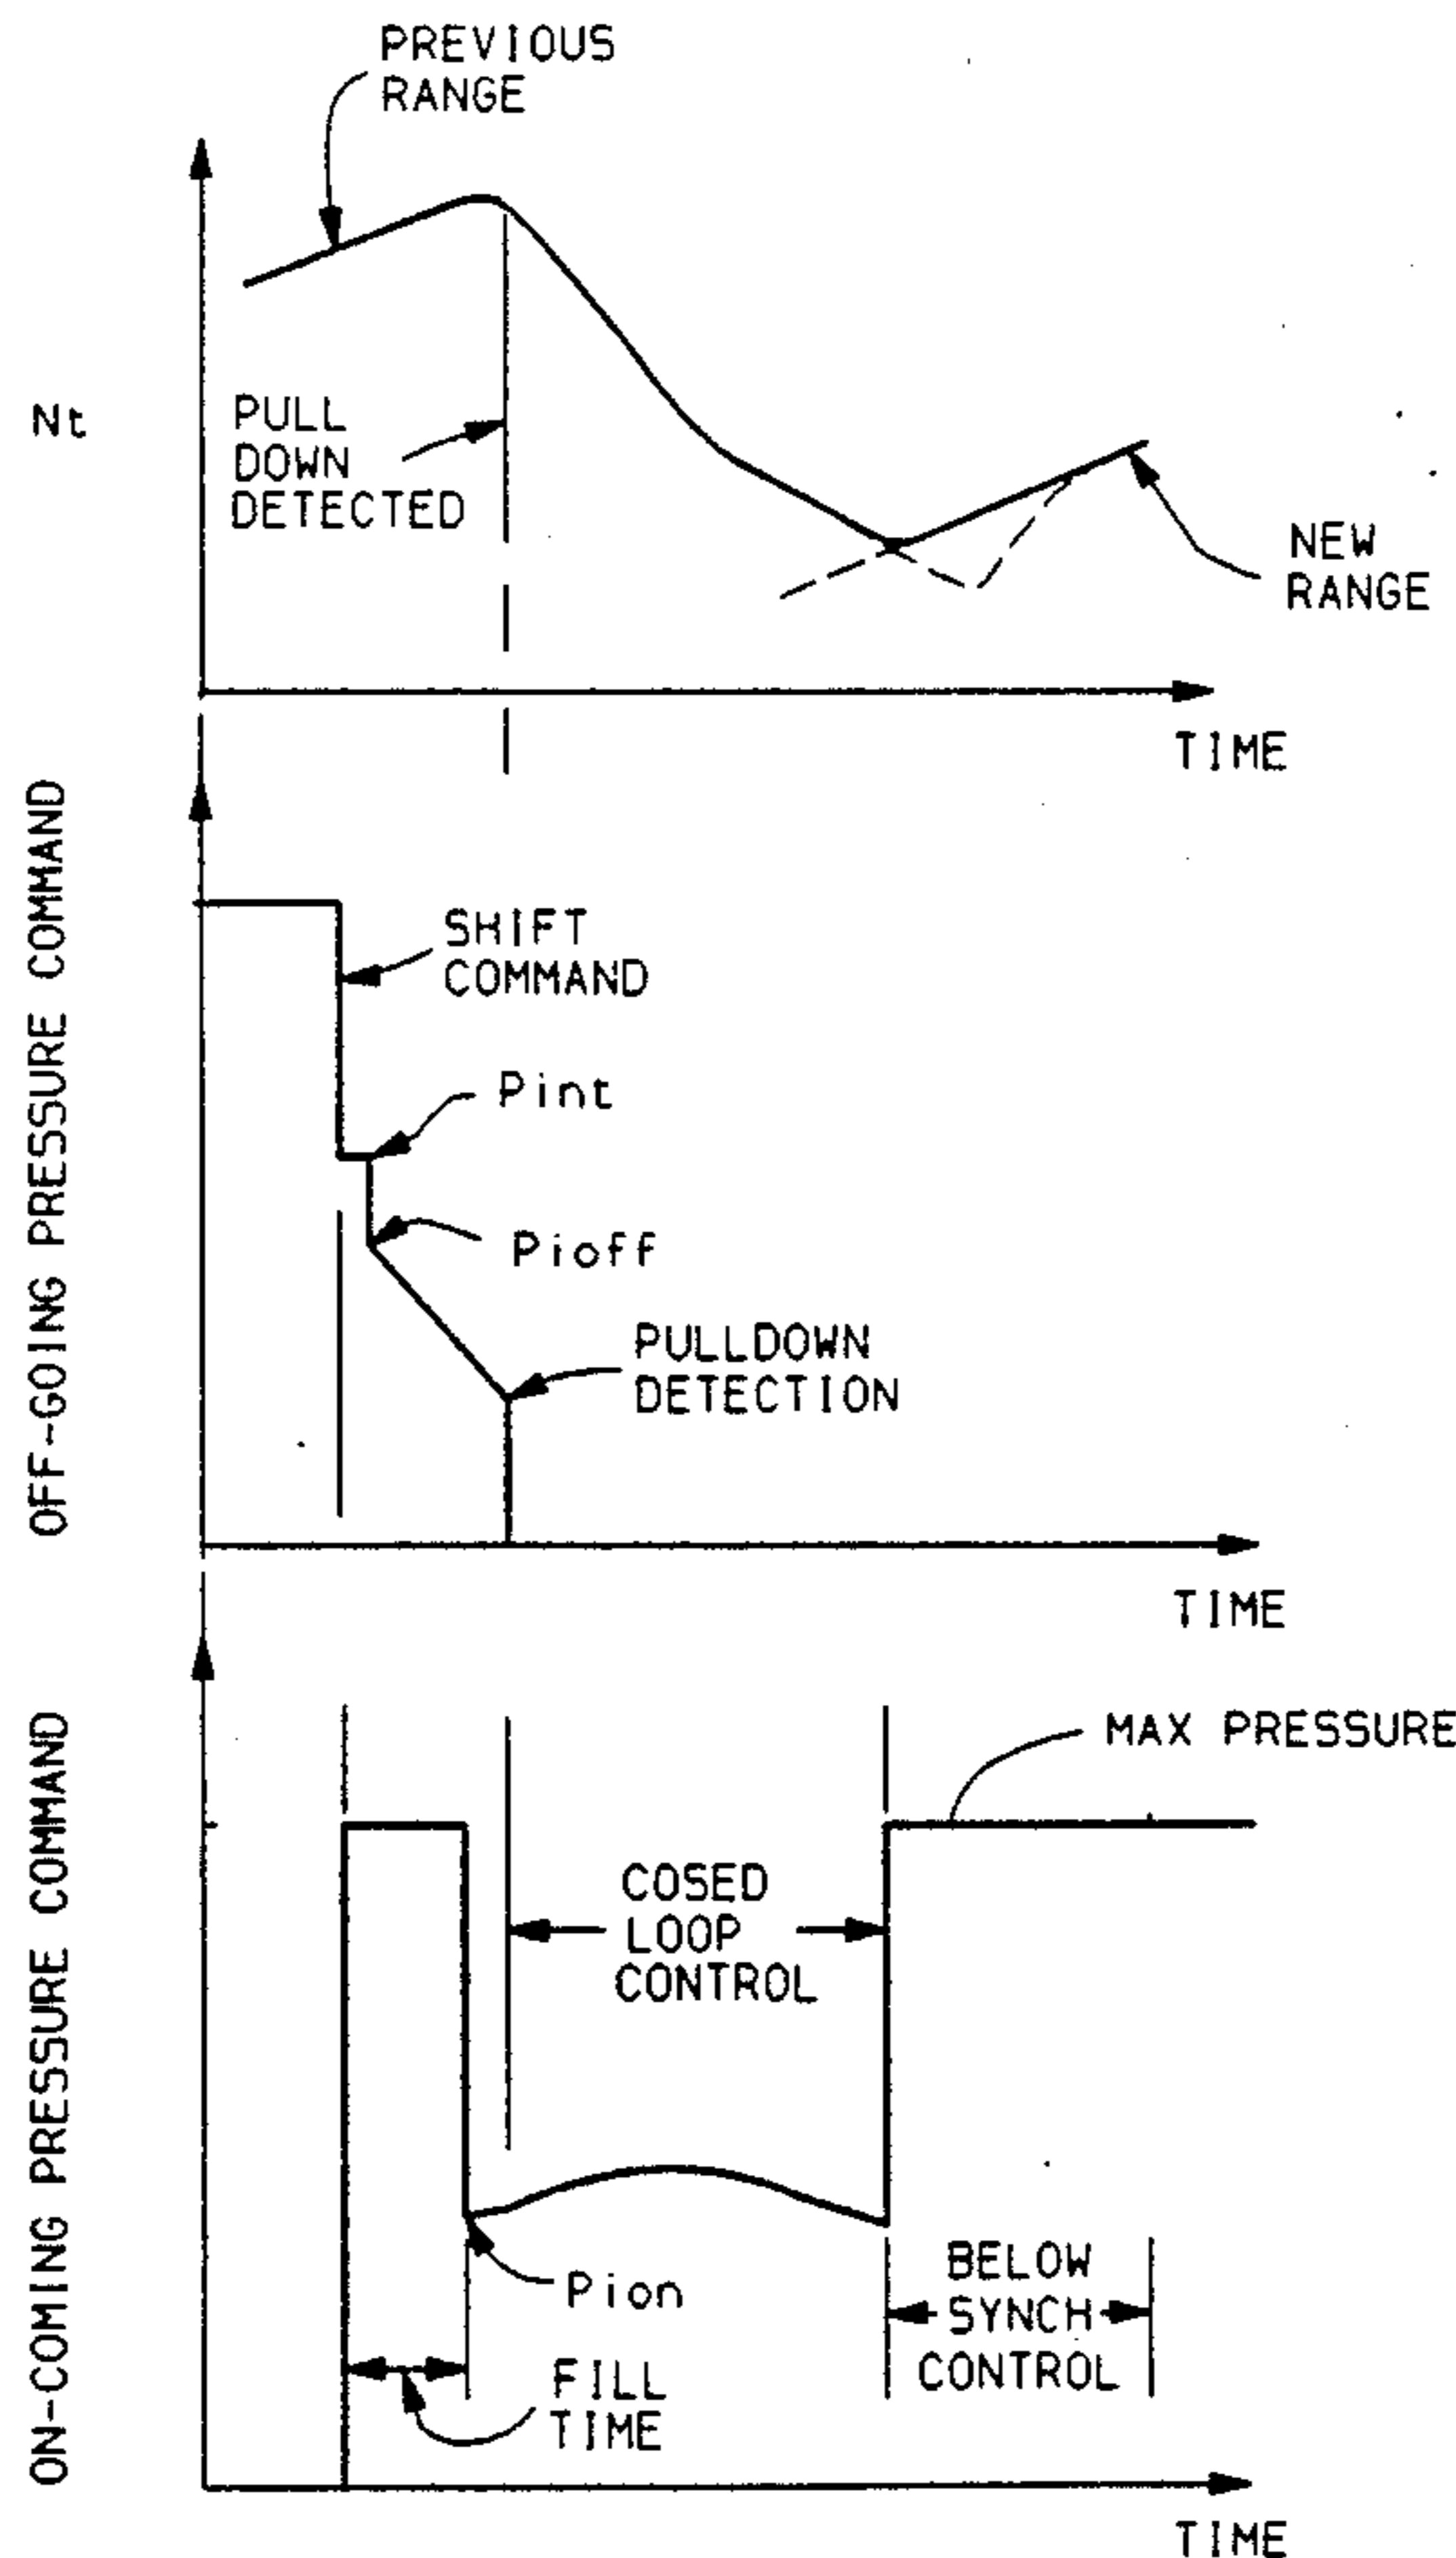 PREVIOUS
RANGE
Nt
PULL
DOWN
DETECTED
NEW
RANGE
TIME
OFF-GOING PRESSURE COMMAND
SHIFT
COMMAND
Pint
Pioff
PULLDOWN
DETECTION
TIME
ON-COMING PRESSURE COMMAND
MAX PRESSURE
COSED
LOOP
CONTROL
Pion
BELOW
SYNCH
CONTROL
FILL
TIME
TIME